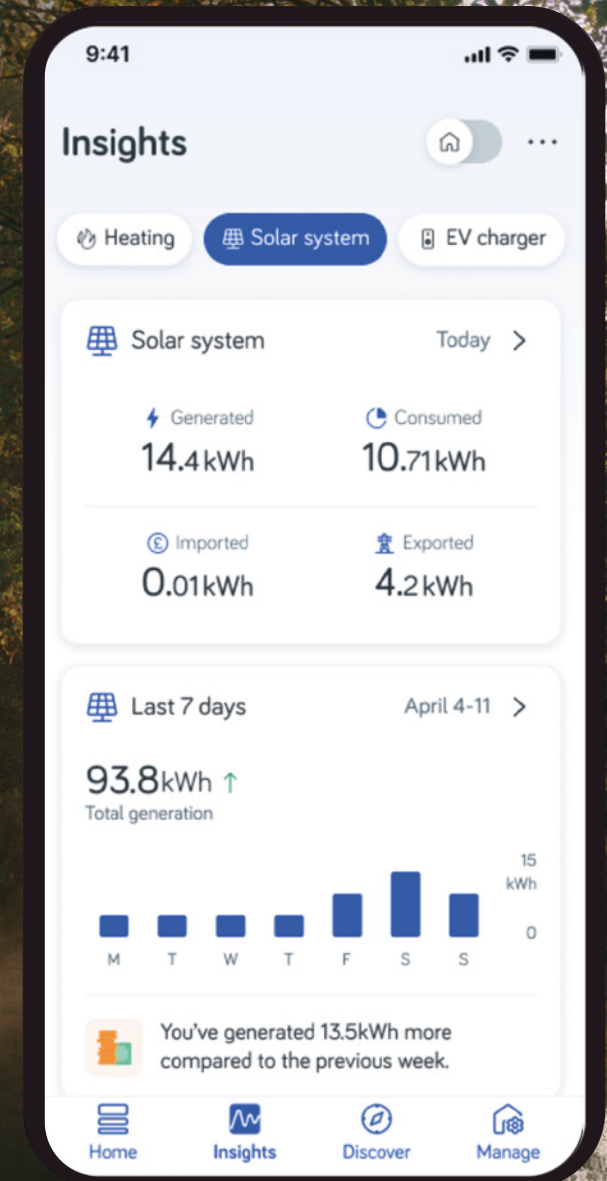 9:41
Insights
...
Heating Solar system EV charger
Solar system Today
Generated Consumed
14.4kWh 10.71kWh
£ Imported Exported
0.01kWh 4.2kWh
Last 7 days April 4-11
93.8kWh ↑
Total generation
15
kWh
0
M T W T F S S
You've generated 13.5kWh more
compared to the previous week.
Home Insights Discover Manage